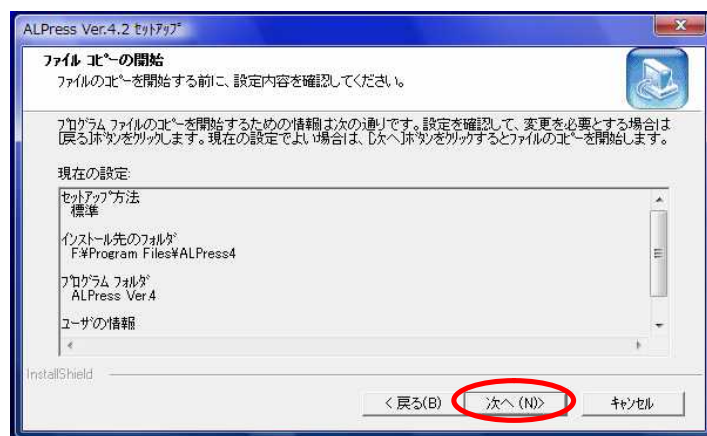 ALPress Ver.4.2 ｾｯﾄｱｯﾌﾟ
ﾌｧｲﾙ ｺﾋﾟｰの開始
ﾌｧｲﾙのｺﾋﾟｰを開始する前に、設定内容を確認してください。
ﾌﾟﾛｸﾞﾗﾑ ﾌｧｲﾙのｺﾋﾟｰを開始するための情報は次の通りです。設定を確認して、変更を必要とする場合は
[戻る]ﾎﾞﾀﾝをｸﾘｯｸします。現在の設定でよい場合は、[次へ]ﾎﾞﾀﾝをｸﾘｯｸするとﾌｧｲﾙのｺﾋﾟｰを開始します。
現在の設定:
ｾｯﾄｱｯﾌﾟ方法
標準
ｲﾝｽﾄｰﾙ先のﾌｫﾙﾀﾞ
F:¥Program Files¥ALPress4
ﾌﾟﾛｸﾞﾗﾑ ﾌｫﾙﾀﾞ
ALPress Ver.4
ﾕｰｻﾞの情報
InstallShield
< 戻る(B)
次へ (N)>
ｷｬﾝｾﾙ